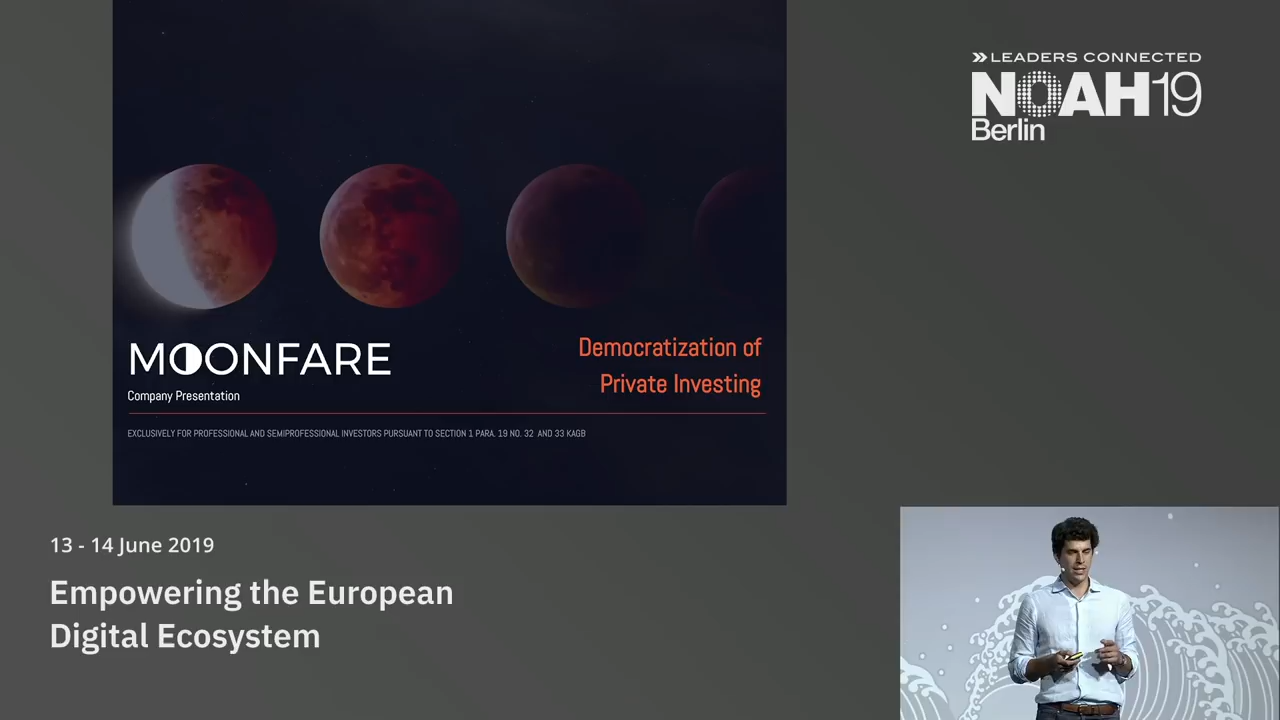 LEADERS CONNECTED
NOAH19
Berlin
MOONFARE
Company Presentation
Democratization of
Private Investing
EXCLUSIVELY FOR PROFESSIONAL AND SEMIPROFESSIONAL INVESTORS PURSUANT TO SECTION 1 PARA. 19 NO. 32 AND 33 KAGB
13 - 14 June 2019
Empowering the European
Digital Ecosystem